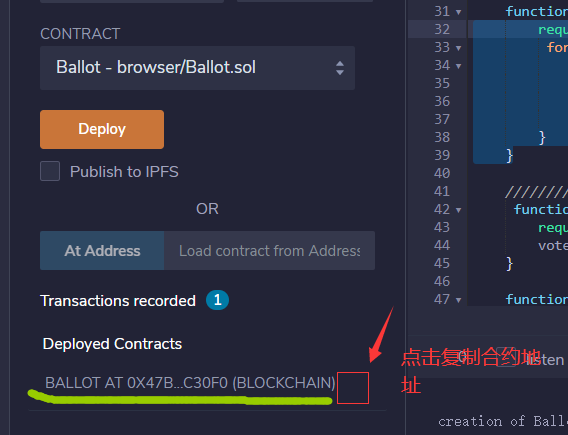 CONTRACT
Ballot - browser/Ballot.sol
Deploy
Publish to IPFS
OR
At Address
Load contract from Address
Transactions recorded 1
Deployed Contracts
BALLOT AT 0X47B...C30F0 (BLOCKCHAIN)
31 function
32 requ
33 for
34
35
36
37
38 }
39 }
40
41 ////////
42 function
43 requ
44 vote
45 }
46
47 function
点击复制合约地
址
listen
creation of Ballo